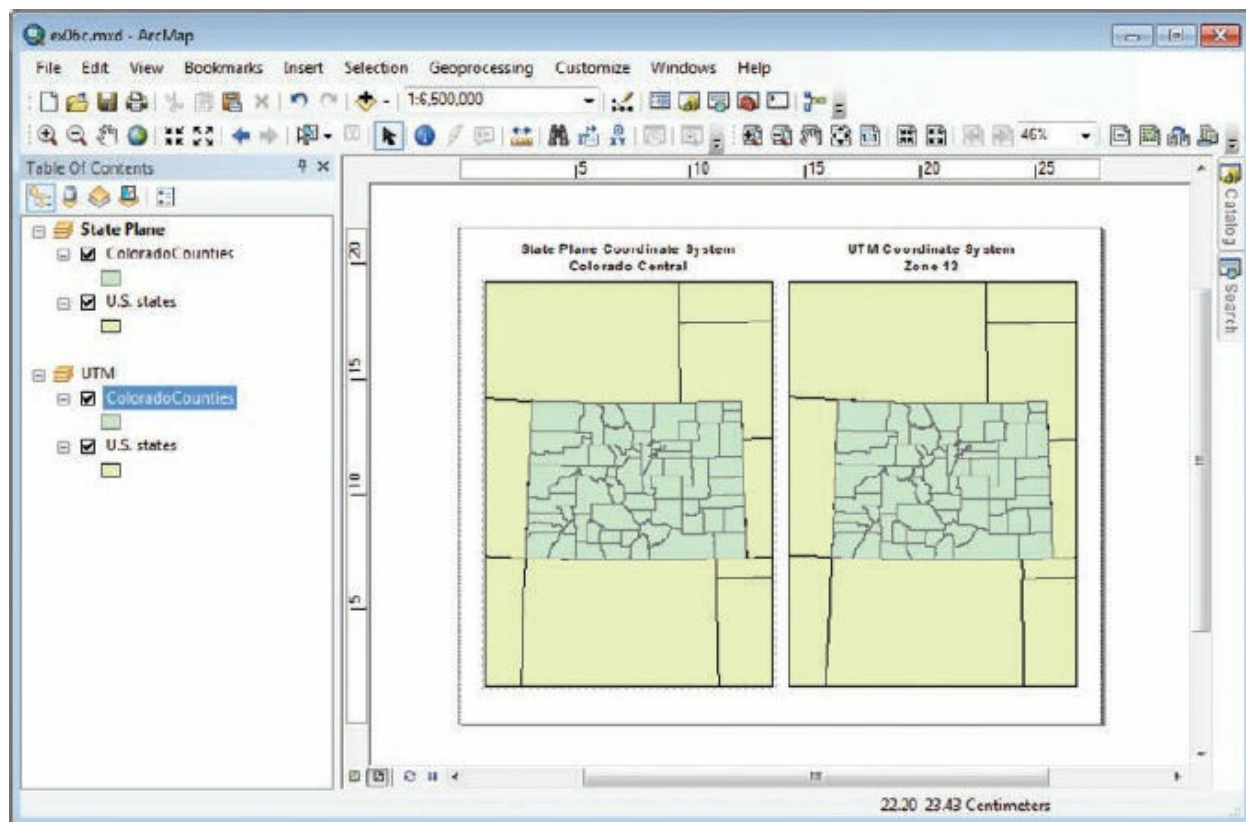 ex06c.mxd - ArcMap
File Edit View Bookmarks Insert Selection Geoprocessing Customize Windows Help
1:6,500,000
46%
Table Of Contents
State Plane
ColoradoCounties
U.S. states
UTM
ColoradoCounties
U.S. states
5 10 15 20 25
20
15
10
5
State Plane Coordinate System
Colorado Central
UTM Coordinate System
Zone 13
Catalog
Search
22.20 23.43 Centimeters